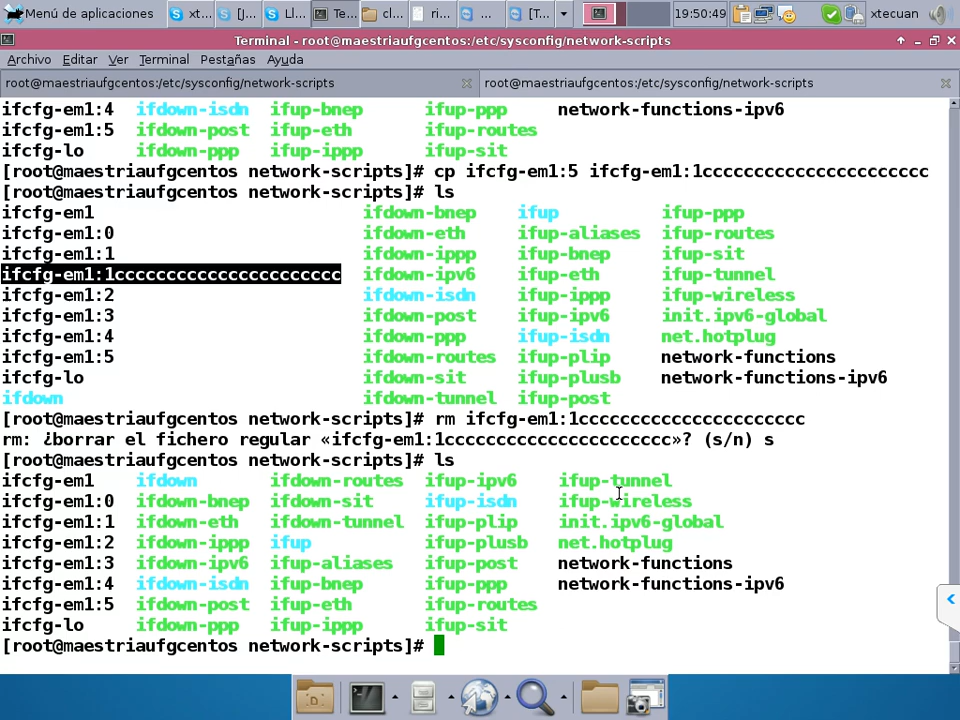 Menú de aplicaciones xt... [J... Ll... Te... cl... ri... ... [T... 19:50:49 xtecuan
Terminal - root@maestriaufgcentos:/etc/sysconfig/network-scripts
Archivo Editar Ver Terminal Pestañas Ayuda
root@maestriaufgcentos:/etc/sysconfig/network-scripts root@maestriaufgcentos:/etc/sysconfig/network-scripts
ifcfg-em1:4 ifdown-isdn ifup-bnep ifup-ppp network-functions-ipv6
ifcfg-em1:5 ifdown-post ifup-eth ifup-routes
ifcfg-lo ifdown-ppp ifup-ippp ifup-sit
[root@maestriaufgcentos network-scripts]# cp ifcfg-em1:5 ifcfg-em1:1cccccccccccccccccccccc
[root@maestriaufgcentos network-scripts]# ls
ifcfg-em1 ifdown-bnep ifup ifup-ppp
ifcfg-em1:0 ifdown-eth ifup-aliases ifup-routes
ifcfg-em1:1 ifdown-ippp ifup-bnep ifup-sit
ifcfg-em1:1cccccccccccccccccccccc ifdown-ipv6 ifup-eth ifup-tunnel
ifcfg-em1:2 ifdown-isdn ifup-ippp ifup-wireless
ifcfg-em1:3 ifdown-post ifup-ipv6 init.ipv6-global
ifcfg-em1:4 ifdown-ppp ifup-isdn net.hotplug
ifcfg-em1:5 ifdown-routes ifup-plip network-functions
ifcfg-lo ifdown-sit ifup-plusb network-functions-ipv6
ifdown ifdown-tunnel ifup-post
[root@maestriaufgcentos network-scripts]# rm ifcfg-em1:1cccccccccccccccccccccc
rm: ¿borrar el fichero regular «ifcfg-em1:1cccccccccccccccccccccc»? (s/n) s
[root@maestriaufgcentos network-scripts]# ls
ifcfg-em1 ifdown ifdown-routes ifup-ipv6 ifup-tunnel
ifcfg-em1:0 ifdown-bnep ifdown-sit ifup-isdn ifup-wireless
ifcfg-em1:1 ifdown-eth ifdown-tunnel ifup-plip init.ipv6-global
ifcfg-em1:2 ifdown-ippp ifup ifup-plusb net.hotplug
ifcfg-em1:3 ifdown-ipv6 ifup-aliases ifup-post network-functions
ifcfg-em1:4 ifdown-isdn ifup-bnep ifup-ppp network-functions-ipv6
ifcfg-em1:5 ifdown-post ifup-eth ifup-routes
ifcfg-lo ifdown-ppp ifup-ippp ifup-sit
[root@maestriaufgcentos network-scripts]#